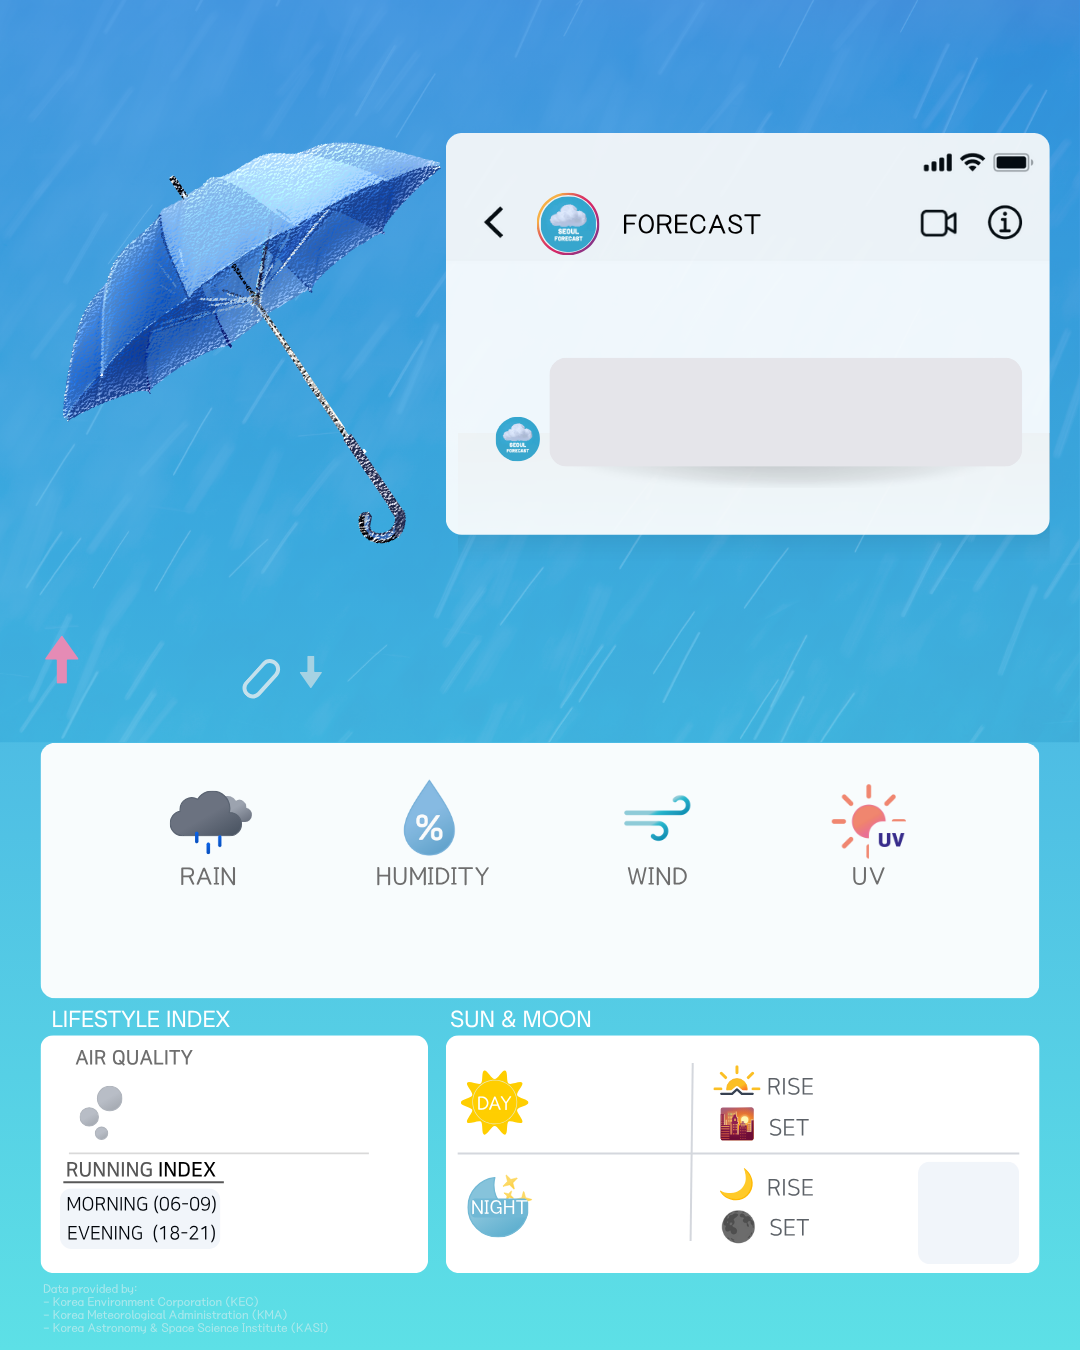 FORECAST
SEOUL
FORECAST
SEOUL
FORECAST
%
UV
RAIN
HUMIDITY
WIND
UV
LIFESTYLE INDEX
SUN & MOON
AIR QUALITY
DAY
RISE
SET
RUNNING INDEX
MORNING (06-09)
EVENING (18-21)
NIGHT
RISE
SET
Data provided by:
- Korea Environment Corporation (KEC)
- Korea Meteorological Administration (KMA)
- Korea Astronomy & Space Science Institute (KASI)